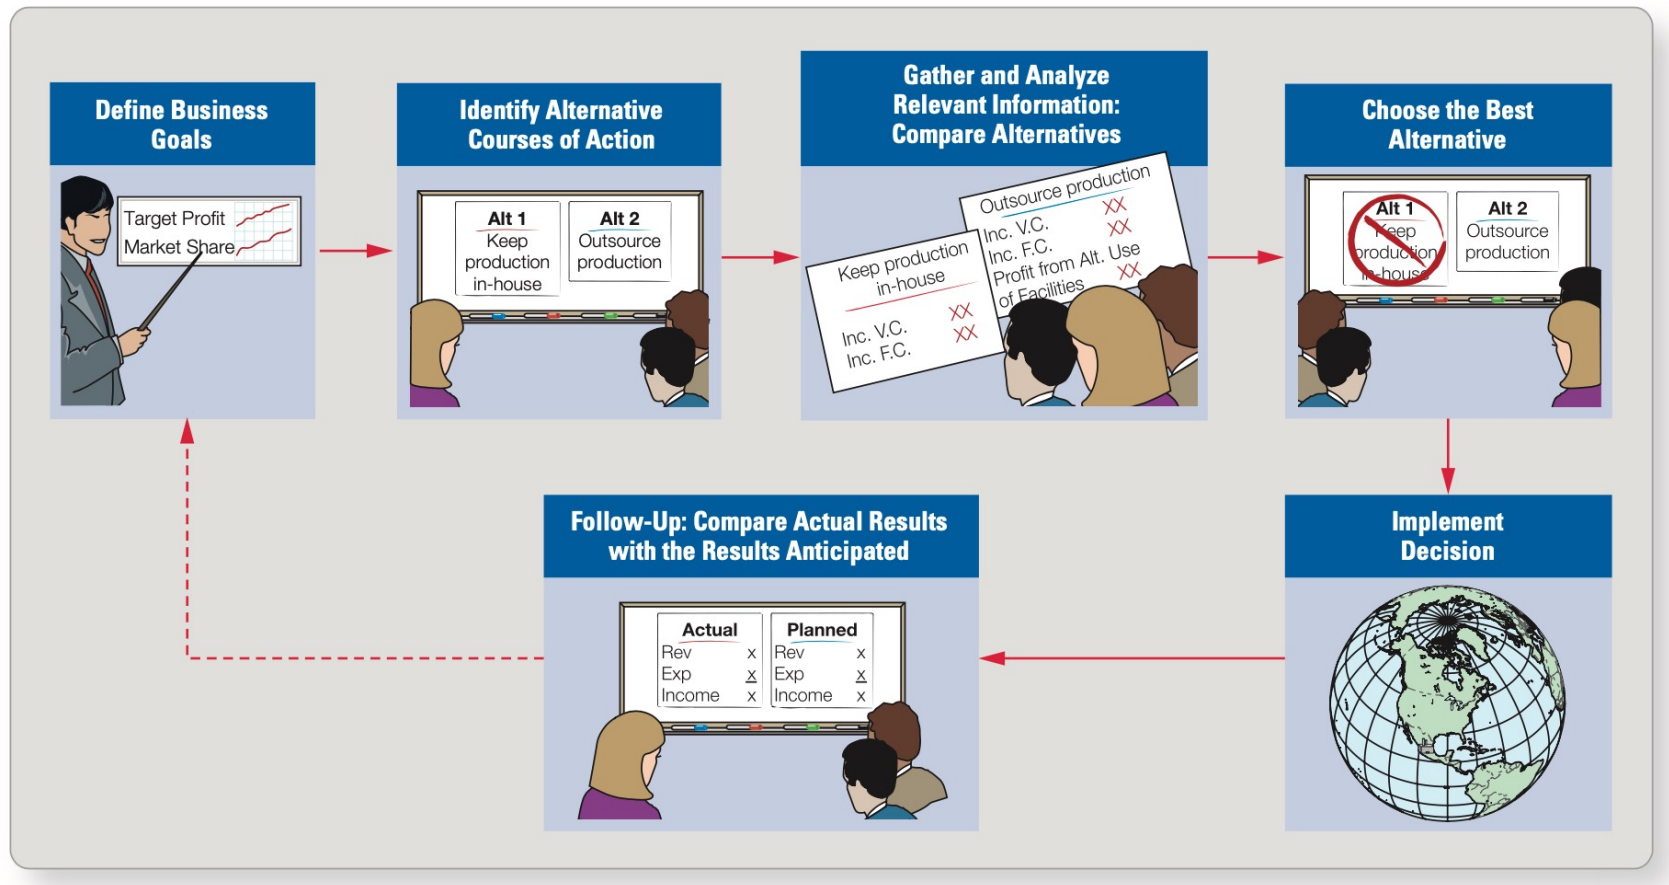 Define Business
Goals
Target Profit
Market Share
Identify Alternative
Courses of Action
Alt 1
Keep
production
in-house
Alt 2
Outsource
production
Gather and Analyze
Relevant Information:
Compare Alternatives
Keep production
in-house
Inc. V.C. XX
Inc. F.C. XX
Outsource production
Inc. V.C. XX
Inc. F.C. XX
Profit from Alt. Use
of Facilities XX
Choose the Best
Alternative
Alt 1
Keep
production
in-house
Alt 2
Outsource
production
Implement
Decision
Follow-Up: Compare Actual Results
with the Results Anticipated
Actual
Rev x
Exp x
Income x
Planned
Rev x
Exp x
Income x